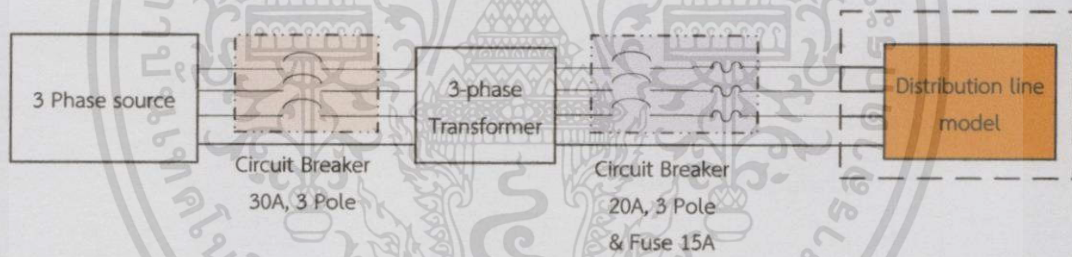 3 Phase source
Circuit Breaker
30A, 3 Pole
3-phase
Transformer
Circuit Breaker
20A, 3 Pole
& Fuse 15A
Distribution line
model